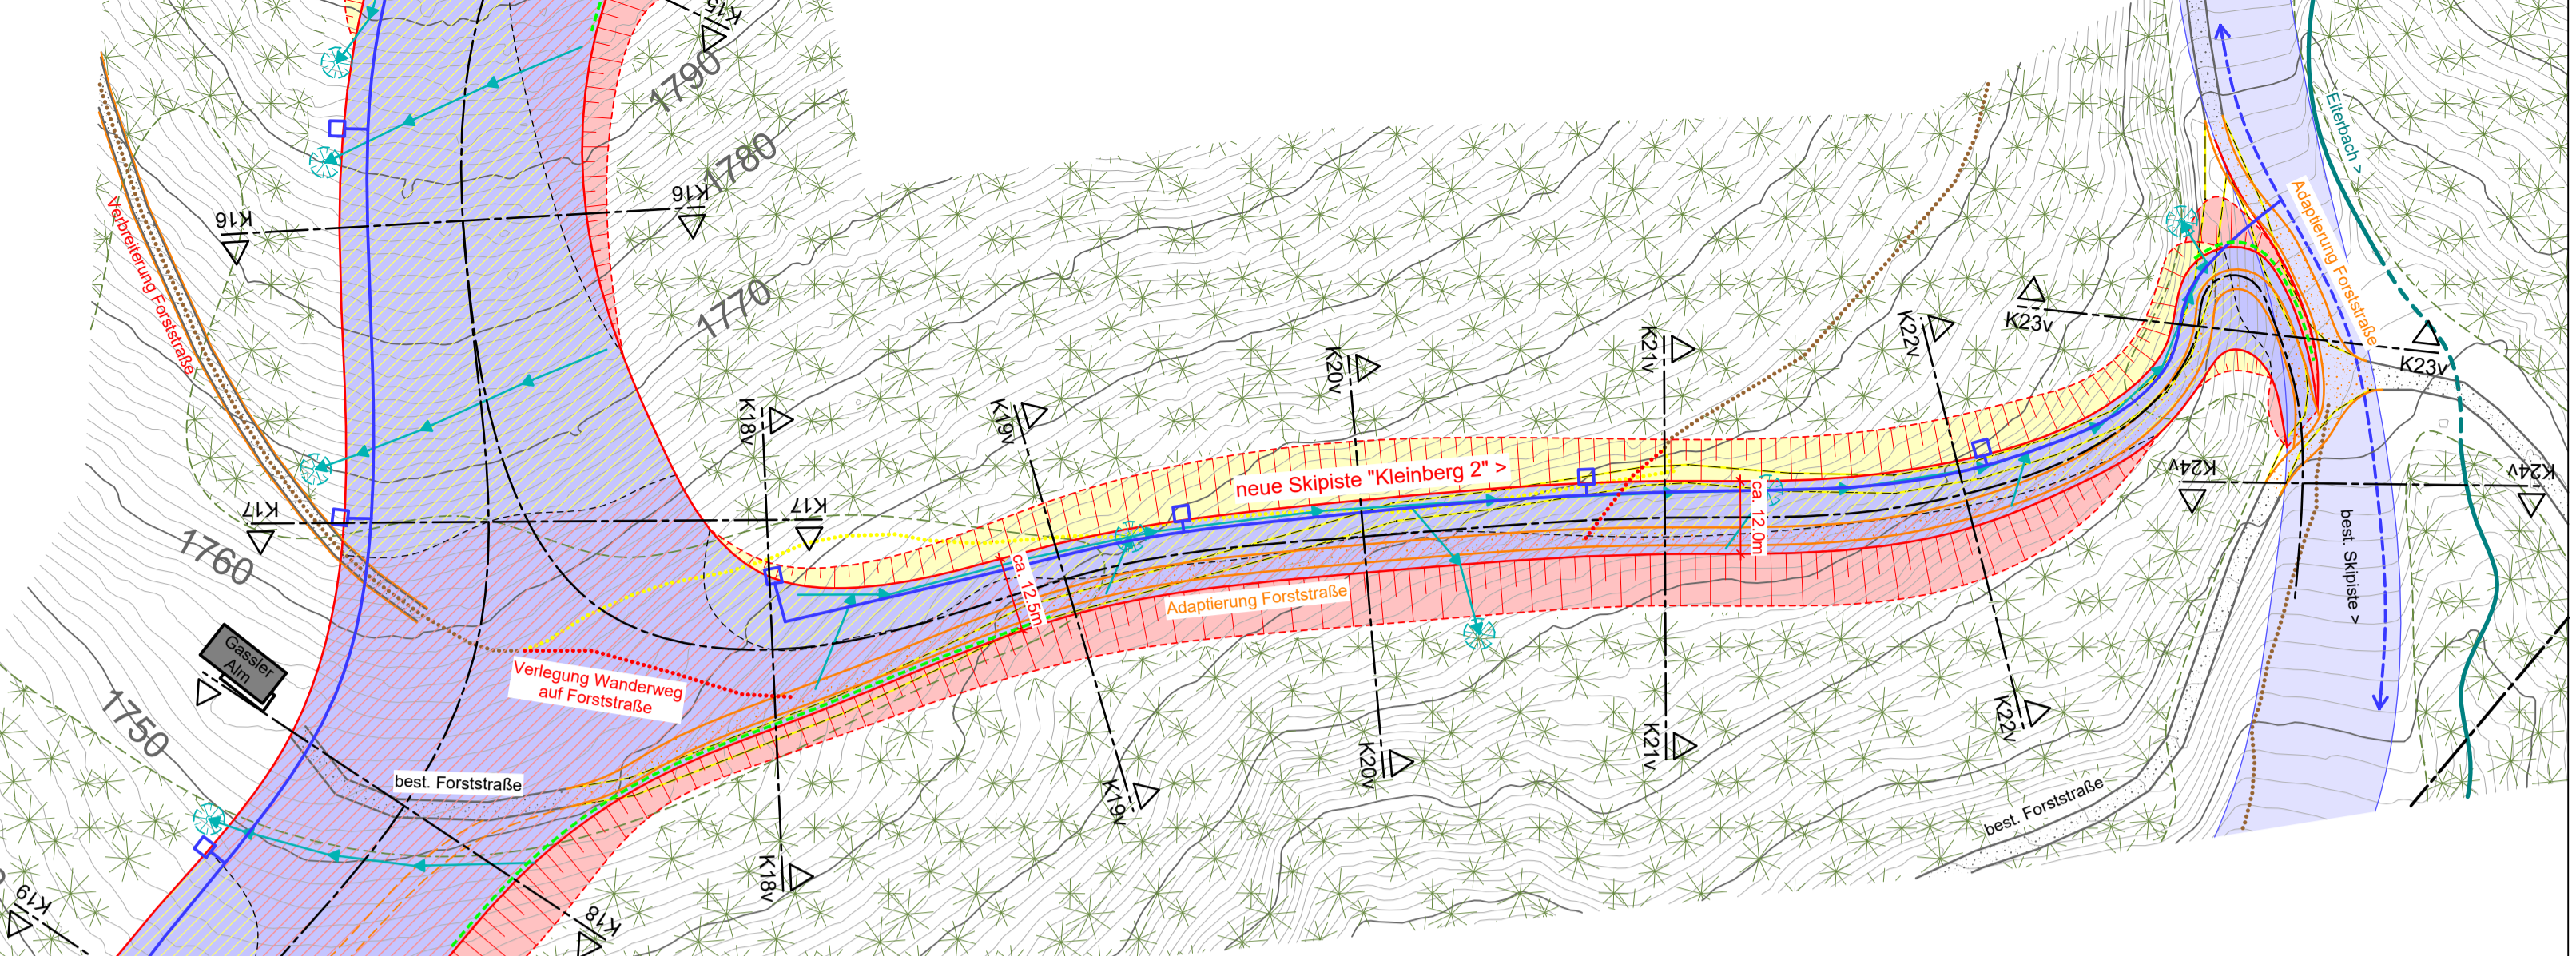 K15
1790
Eiterbach >
1780
K16
K16
Verbreiterung Forststraße
Adaptierung Forststraße
1770
K23v
K23v
K22v
K21v
K20v
K19v
K18v
neue Skipiste "Kleinberg 2" >
K24v
K24v
K17
K17
ca. 12.0m
1760
best. Skipiste >
ca. 12.5m
Adaptierung Forststraße
Gassler
Alm
Verlegung Wanderweg
auf Forststraße
1750
K22v
K21v
K20v
best. Forststraße
K19v
best. Forststraße
K18v
K19
K18